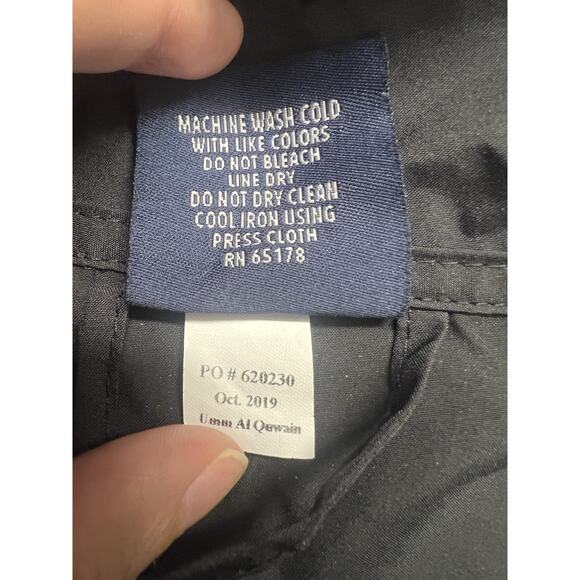 MACHINE WASH COLD
WITH LIKE COLORS
DO NOT BLEACH
LINE DRY
DO NOT DRY CLEAN
COOL IRON USING
PRESS CLOTH
RN 65178
PO # 620230
Oct. 2019
Umm Al Quwain